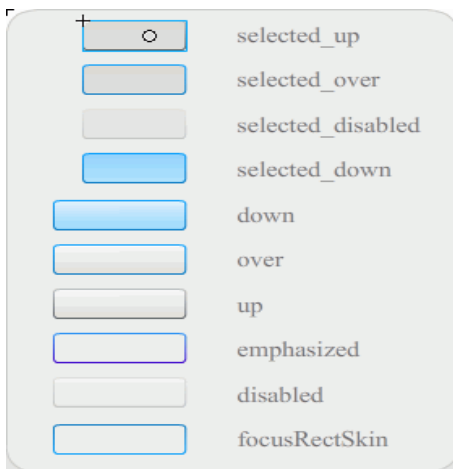 selected_up
selected_over
selected_disabled
selected_down
down
over
up
emphasized
disabled
focusRectSkin